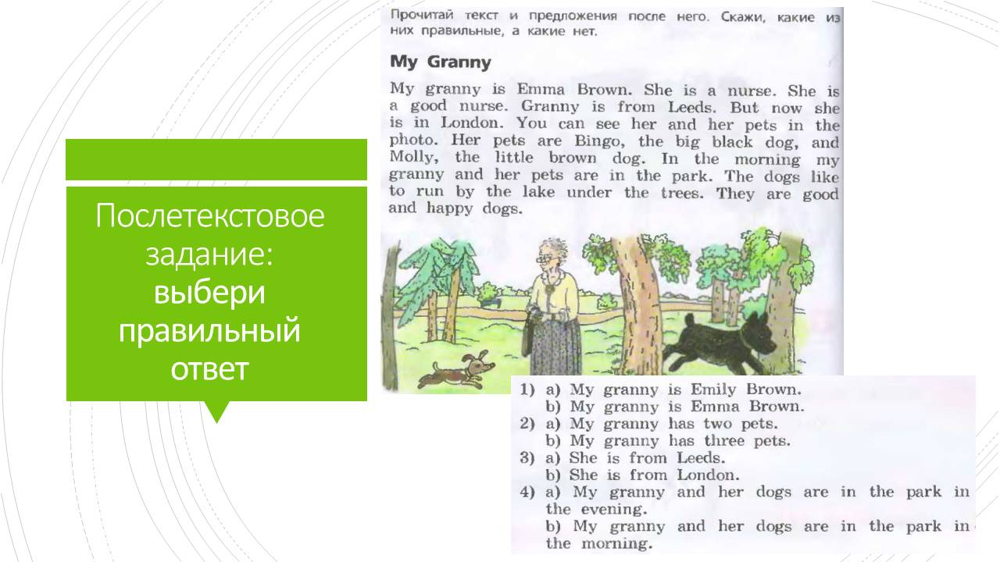 Послетекстовое
задание:
выбери
правильный
ответ
Прочитай текст и предложения после него. Скажи, какие из
них правильные, а какие нет.
My Granny
My granny is Emma Brown. She is a nurse. She is
a good nurse. Granny is from Leeds. But now she
is in London. You can see her and her pets in the
photo. Her pets are Bingo, the big black dog, and
Molly, the little brown dog. In the morning my
granny and her pets are in the park. The dogs like
to run by the lake under the trees. They are good
and happy dogs.
1) a) My granny is Emily Brown.
b) My granny is Emma Brown.
2) a) My granny has two pets.
b) My granny has three pets.
3) a) She is from Leeds.
b) She is from London.
4) a) My granny and her dogs are in the park in
the evening.
b) My granny and her dogs are in the park in
the morning.